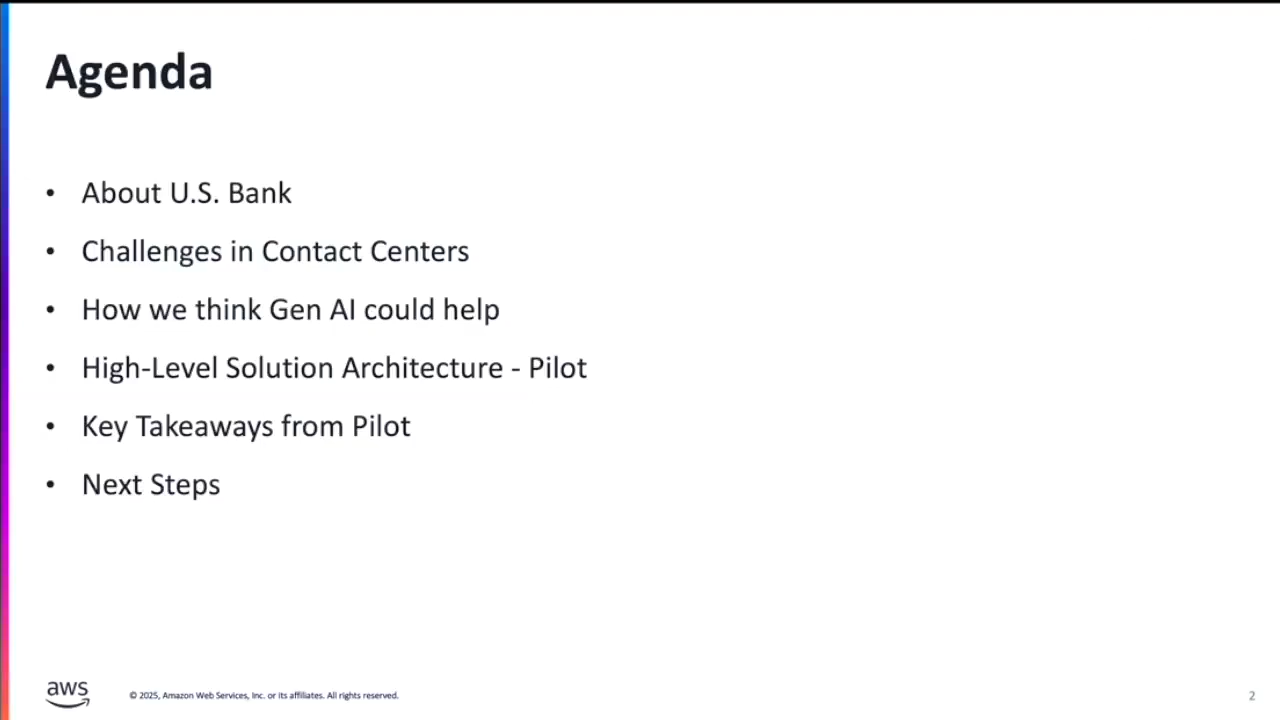 Agenda
• About U.S. Bank
• Challenges in Contact Centers
• How we think Gen AI could help
• High-Level Solution Architecture - Pilot
• Key Takeaways from Pilot
• Next Steps
aws
© 2025, Amazon Web Services, Inc. or its affiliates. All rights reserved.
2